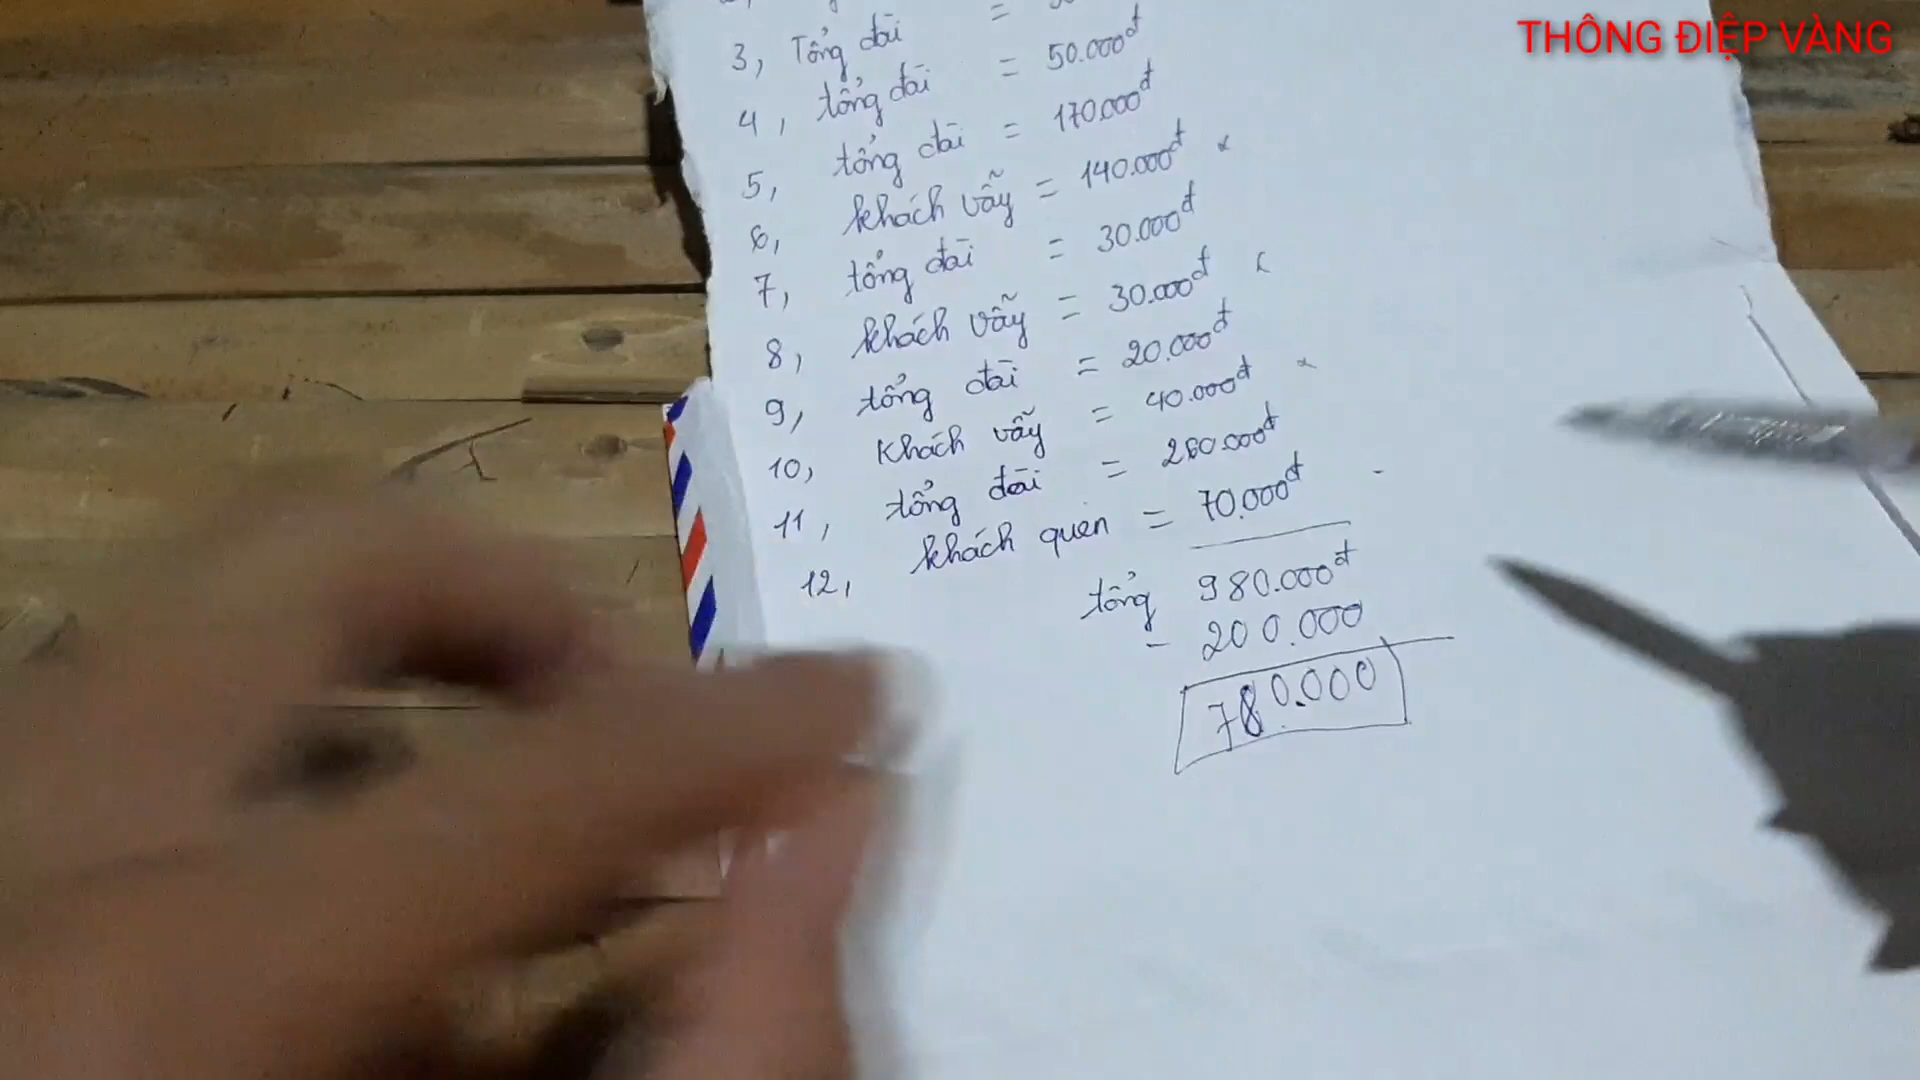 THÔNG ĐIỆP VÀNG
3, Tổng đài =
4, tổng đài = 50.000đ
5, tổng đài = 170.000đ
6, khách vẫy = 140.000đ x
7, tổng đài = 30.000đ
8, khách vẫy = 30.000đ
9, tổng đài = 20.000đ
10, Khách vẫy = 40.000đ x
11, tổng đài = 260.000đ
12, khách quen = 70.000đ
tổng 980.000đ
- 200.000
780.000